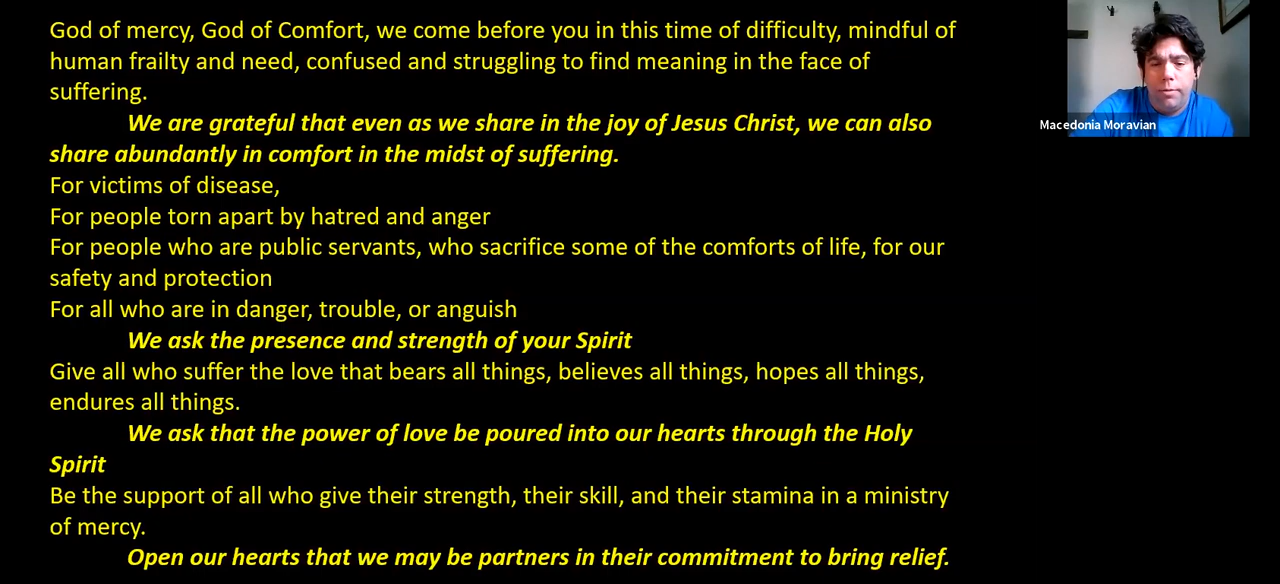 God of mercy, God of Comfort, we come before you in this time of difficulty, mindful of
human frailty and need, confused and struggling to find meaning in the face of
suffering.
We are grateful that even as we share in the joy of Jesus Christ, we can also
share abundantly in comfort in the midst of suffering.
For victims of disease,
For people torn apart by hatred and anger
For people who are public servants, who sacrifice some of the comforts of life, for our
safety and protection
For all who are in danger, trouble, or anguish
We ask the presence and strength of your Spirit
Give all who suffer the love that bears all things, believes all things, hopes all things,
endures all things.
We ask that the power of love be poured into our hearts through the Holy
Spirit
Be the support of all who give their strength, their skill, and their stamina in a ministry
of mercy.
Open our hearts that we may be partners in their commitment to bring relief.
Macedonia Moravian